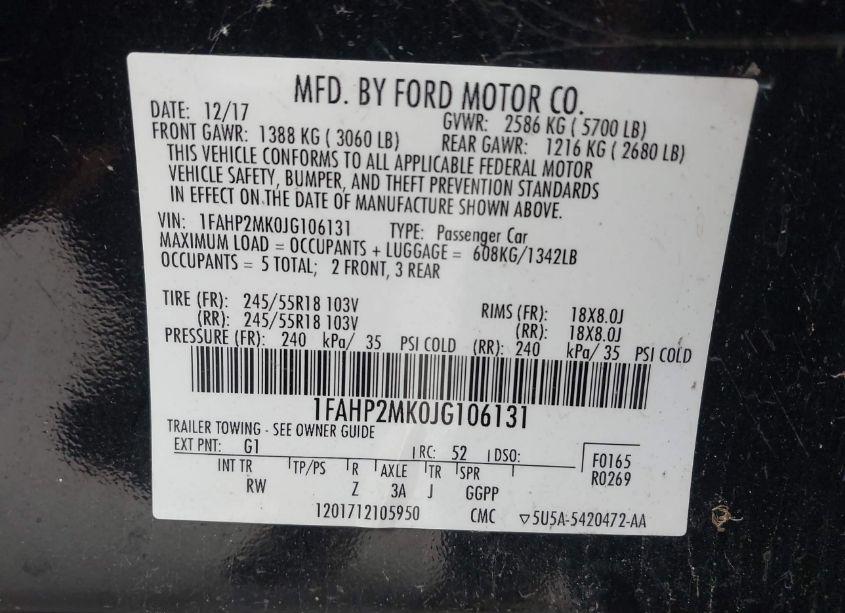 MFD. BY FORD MOTOR CO.
DATE: 12/17 GVWR: 2586 KG ( 5700 LB)
FRONT GAWR: 1388 KG ( 3060 LB) REAR GAWR: 1216 KG ( 2680 LB)
THIS VEHICLE CONFORMS TO ALL APPLICABLE FEDERAL MOTOR
VEHICLE SAFETY, BUMPER, AND THEFT PREVENTION STANDARDS
IN EFFECT ON THE DATE OF MANUFACTURE SHOWN ABOVE.
VIN: 1FAHP2MK0JG106131 TYPE: Passenger Car
MAXIMUM LOAD = OCCUPANTS + LUGGAGE = 608KG/1342LB
OCCUPANTS = 5 TOTAL; 2 FRONT, 3 REAR
TIRE (FR): 245/55R18 103V RIMS (FR): 18X8.0J
(RR): 245/55R18 103V (RR): 18X8.0J
PRESSURE (FR): 240 kPa/ 35 PSI COLD (RR): 240 kPa/ 35 PSI COLD
1FAHP2MK0JG106131
TRAILER TOWING - SEE OWNER GUIDE
EXT PNT: G1 RC: 52 DSO: F0165
INT TR TP/PS R AXLE TR SPR R0269
RW Z 3A J GGPP
1201712105950 CMC ▽5U5A-5420472-AA